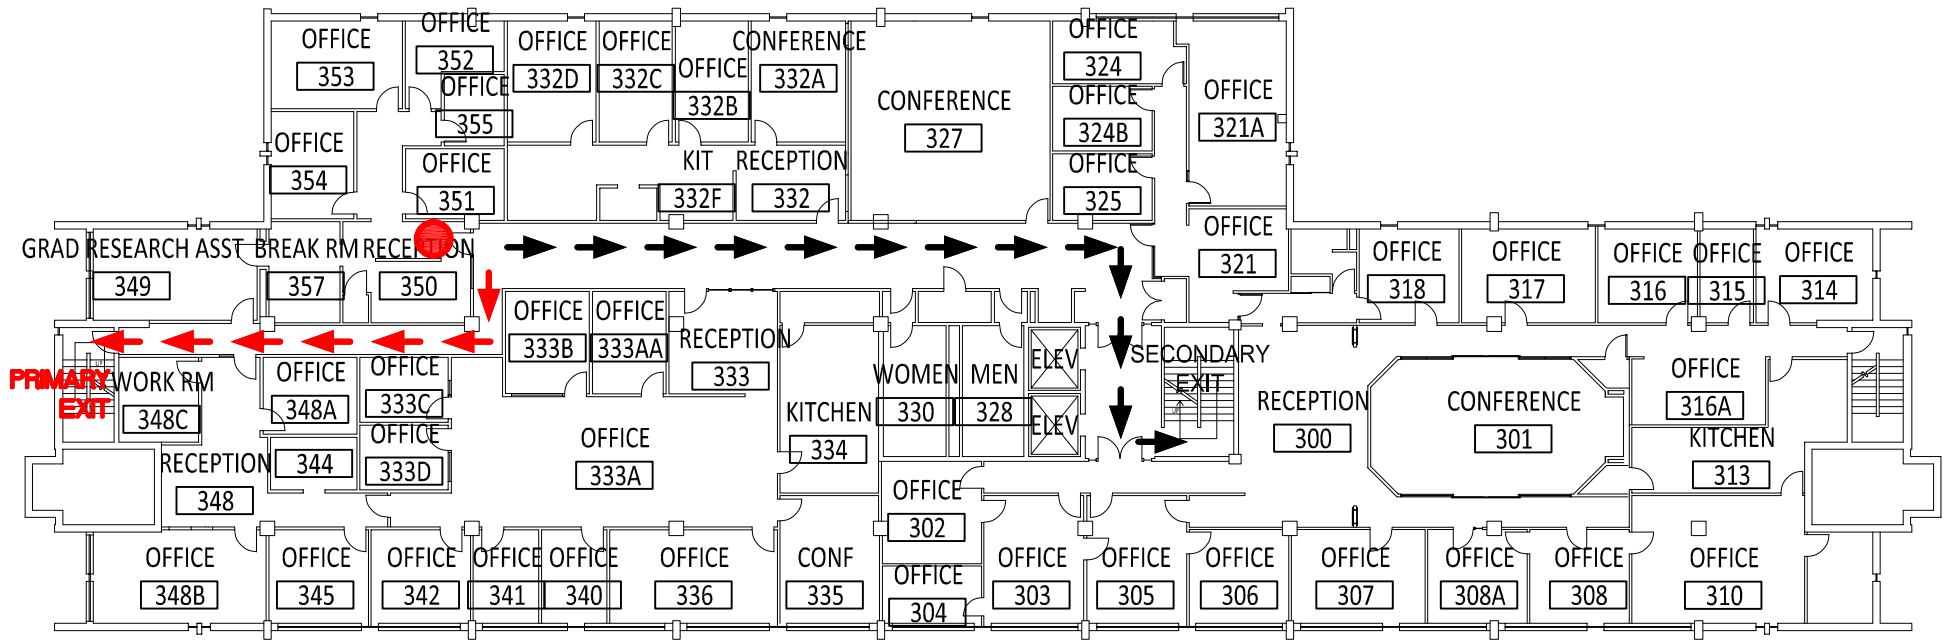 OFFICE
353
OFFICE
352
OFFICE
355
OFFICE
332D
OFFICE
332C
OFFICE
332B
CONFERENCE
332A
CONFERENCE
327
OFFICE
324
OFFICE
324B
OFFICE
325
OFFICE
321A
OFFICE
354
OFFICE
351
KIT
332F
RECEPTION
332
GRAD RESEARCH ASST
349
BREAK RM
357
RECEPTION
350
OFFICE
321
OFFICE
318
OFFICE
317
OFFICE
316
OFFICE
315
OFFICE
314
OFFICE
333B
OFFICE
333AA
RECEPTION
333
ELEV
SECONDARY
EXIT
UP
PRIMARY
EXIT
WORK RM
348C
OFFICE
348A
OFFICE
333C
WOMEN
330
MEN
328
ELEV
RECEPTION
300
CONFERENCE
301
OFFICE
316A
KITCHEN
334
KITCHEN
313
RECEPTION
348
344
OFFICE
333D
OFFICE
333A
OFFICE
302
OFFICE
348B
OFFICE
345
OFFICE
342
OFFICE
341
OFFICE
340
OFFICE
336
CONF
335
OFFICE
304
OFFICE
303
OFFICE
305
OFFICE
306
OFFICE
307
OFFICE
308A
OFFICE
308
OFFICE
310